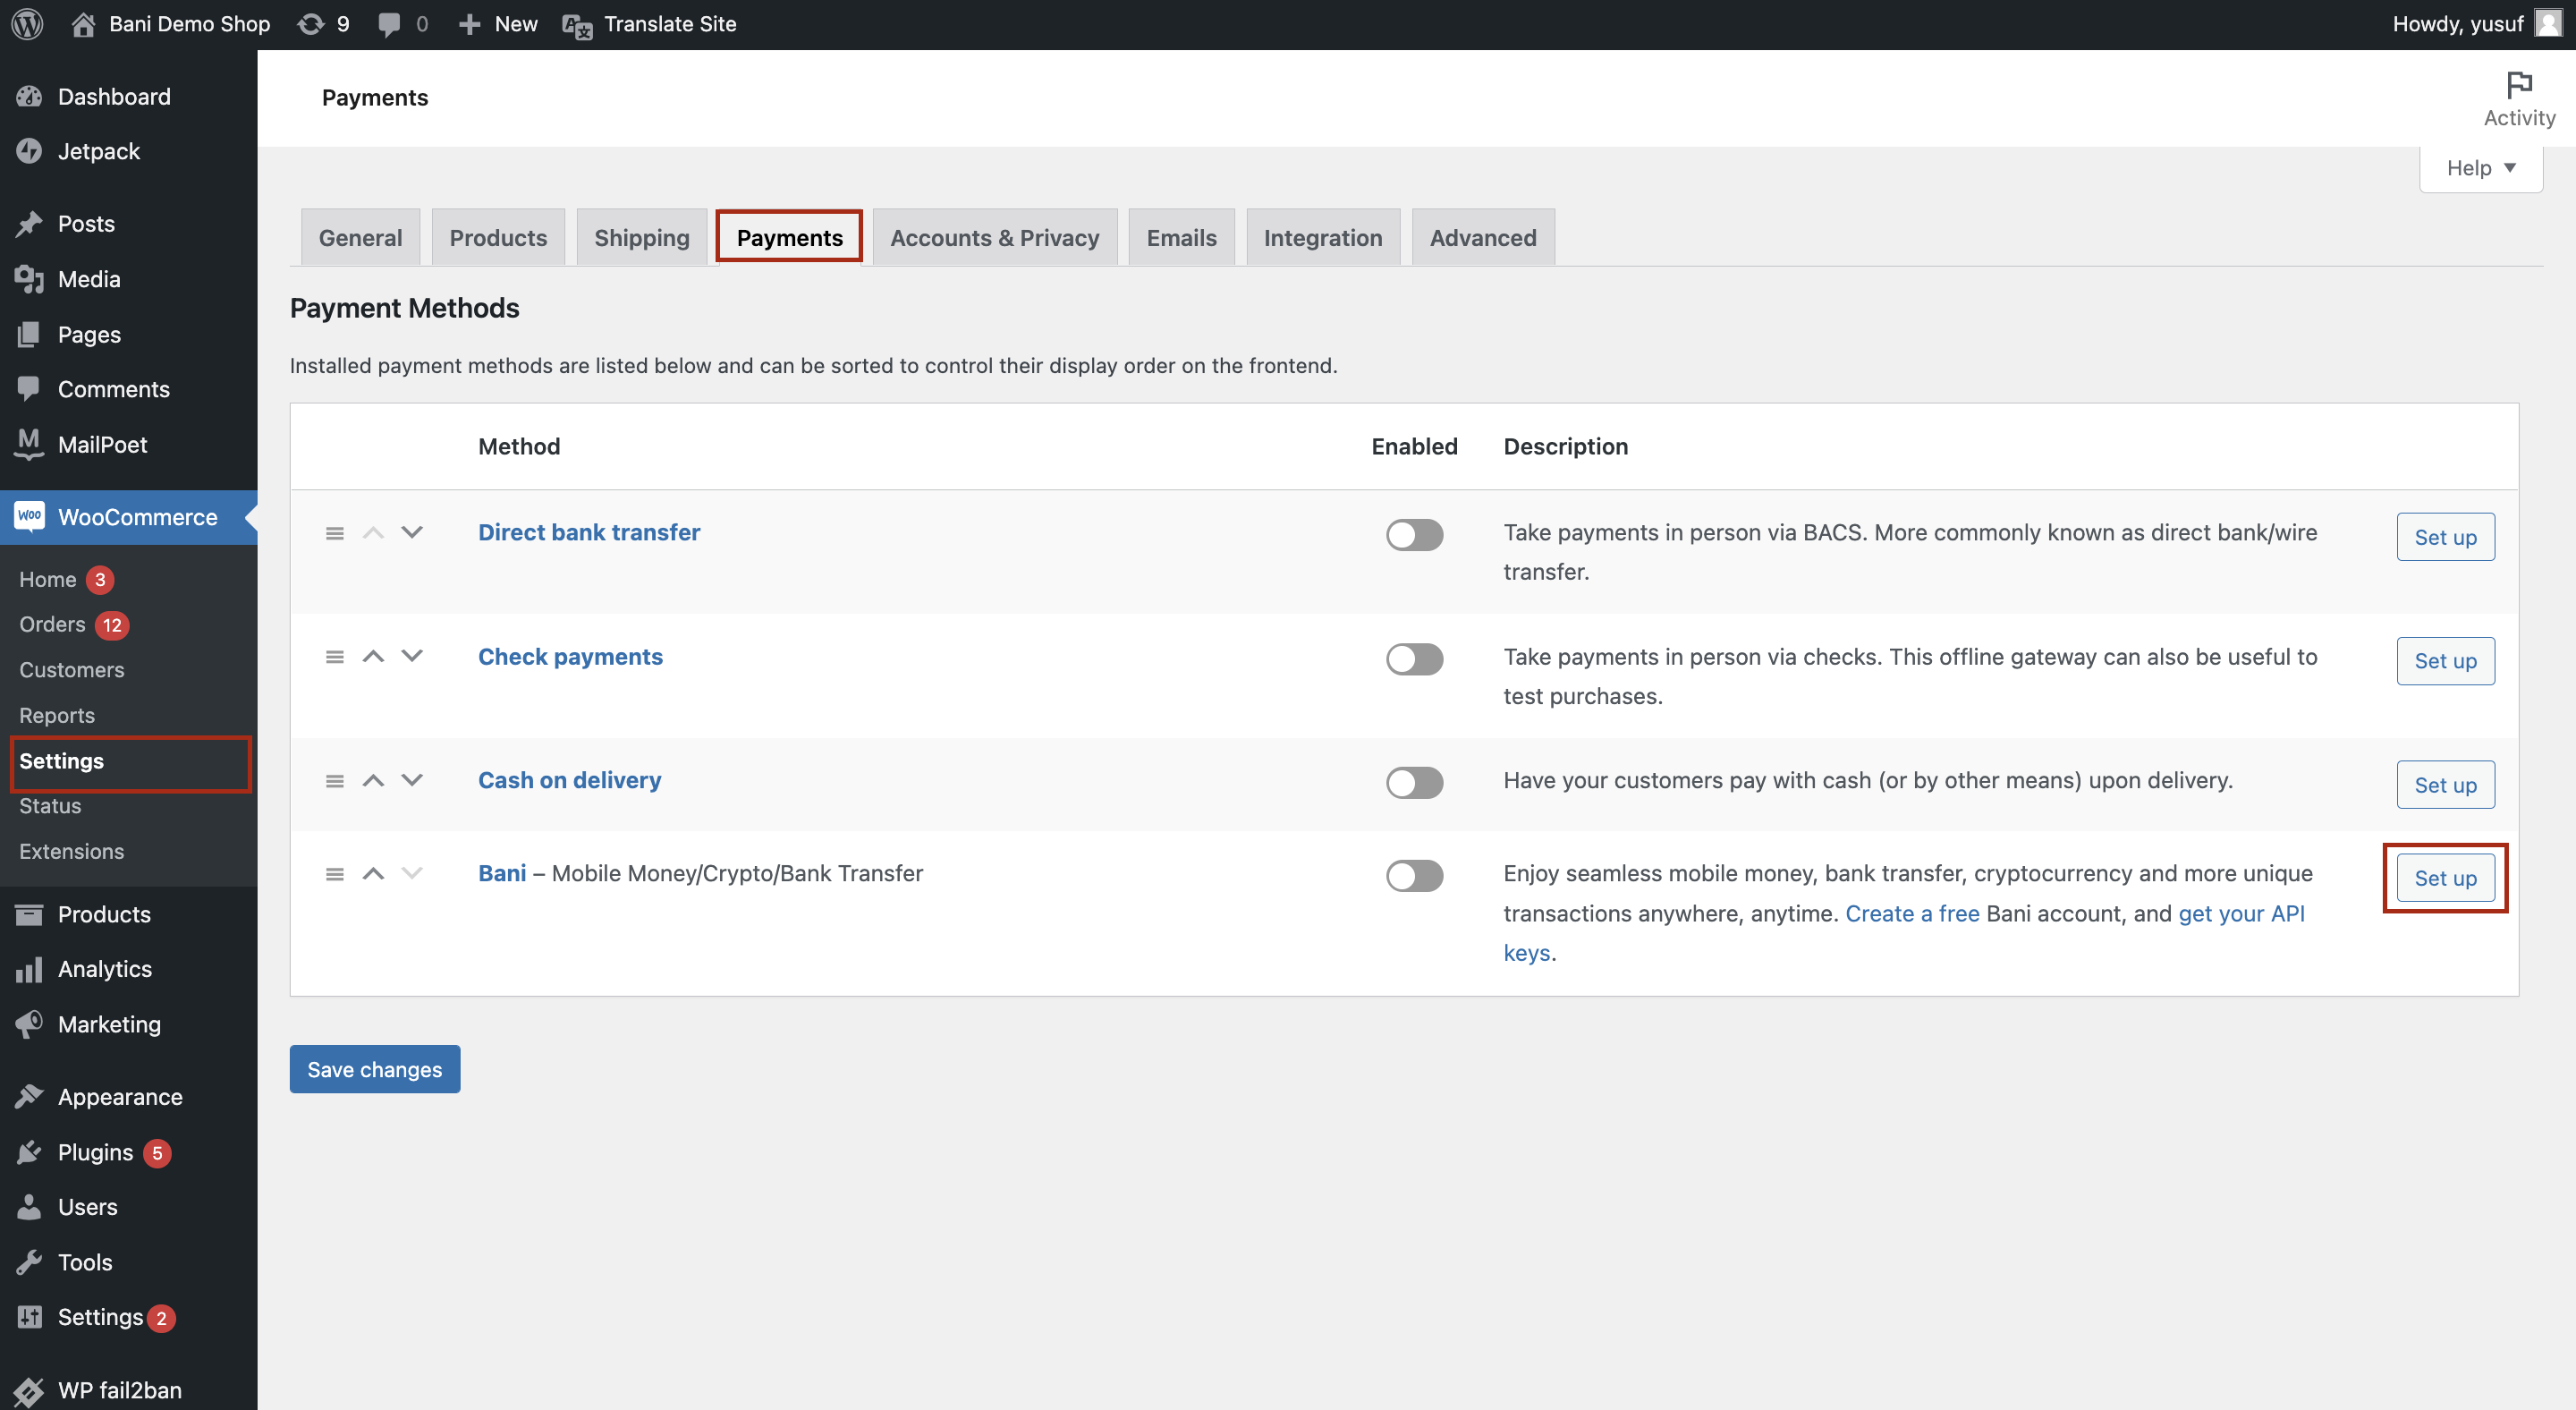 Bani Demo Shop 9 0 New Translate Site Howdy, yusuf
Dashboard
Jetpack
Posts
Media
Pages
Comments
MailPoet
Woo WooCommerce
Home 3
Orders 12
Customers
Reports
Settings
Status
Extensions
Products
Analytics
Marketing
Appearance
Plugins 5
Users
Tools
Settings 2
WP fail2ban
Payments
Activity
Help
General Products Shipping Payments Accounts & Privacy Emails Integration Advanced
Payment Methods
Installed payment methods are listed below and can be sorted to control their display order on the frontend.
Method Enabled Description
Direct bank transfer Take payments in person via BACS. More commonly known as direct bank/wire Set up
transfer.
Check payments Take payments in person via checks. This offline gateway can also be useful to Set up
test purchases.
Cash on delivery Have your customers pay with cash (or by other means) upon delivery. Set up
Bani – Mobile Money/Crypto/Bank Transfer Enjoy seamless mobile money, bank transfer, cryptocurrency and more unique Set up
transactions anywhere, anytime. Create a free Bani account, and get your API
keys.
Save changes